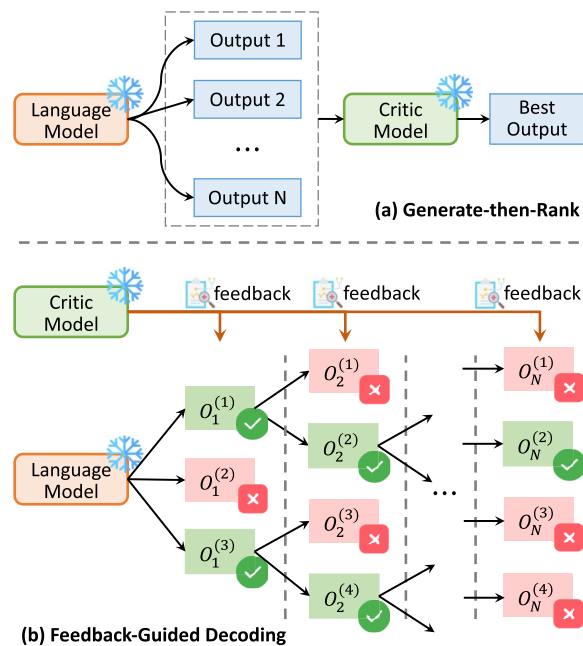 Output 1
Language
Model
Output 2
...
Output N
Critic
Model
Best
Output
(a) Generate-then-Rank
Critic
Model
feedback
feedback
feedback
Language
Model
O_1^{(1)}
O_1^{(2)}
O_1^{(3)}
O_2^{(1)}
O_2^{(2)}
O_2^{(3)}
O_2^{(4)}
...
O_N^{(1)}
O_N^{(2)}
O_N^{(3)}
O_N^{(4)}
(b) Feedback-Guided Decoding